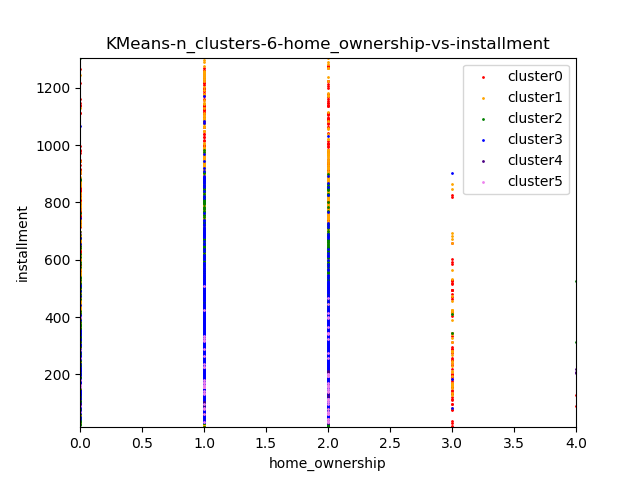 KMeans-n_clusters-6-home_ownership-vs-installment
1200
1000
800
600
400
200
installment
cluster0
cluster1
cluster2
cluster3
cluster4
cluster5
0.0 0.5 1.0 1.5 2.0 2.5 3.0 3.5 4.0
home_ownership